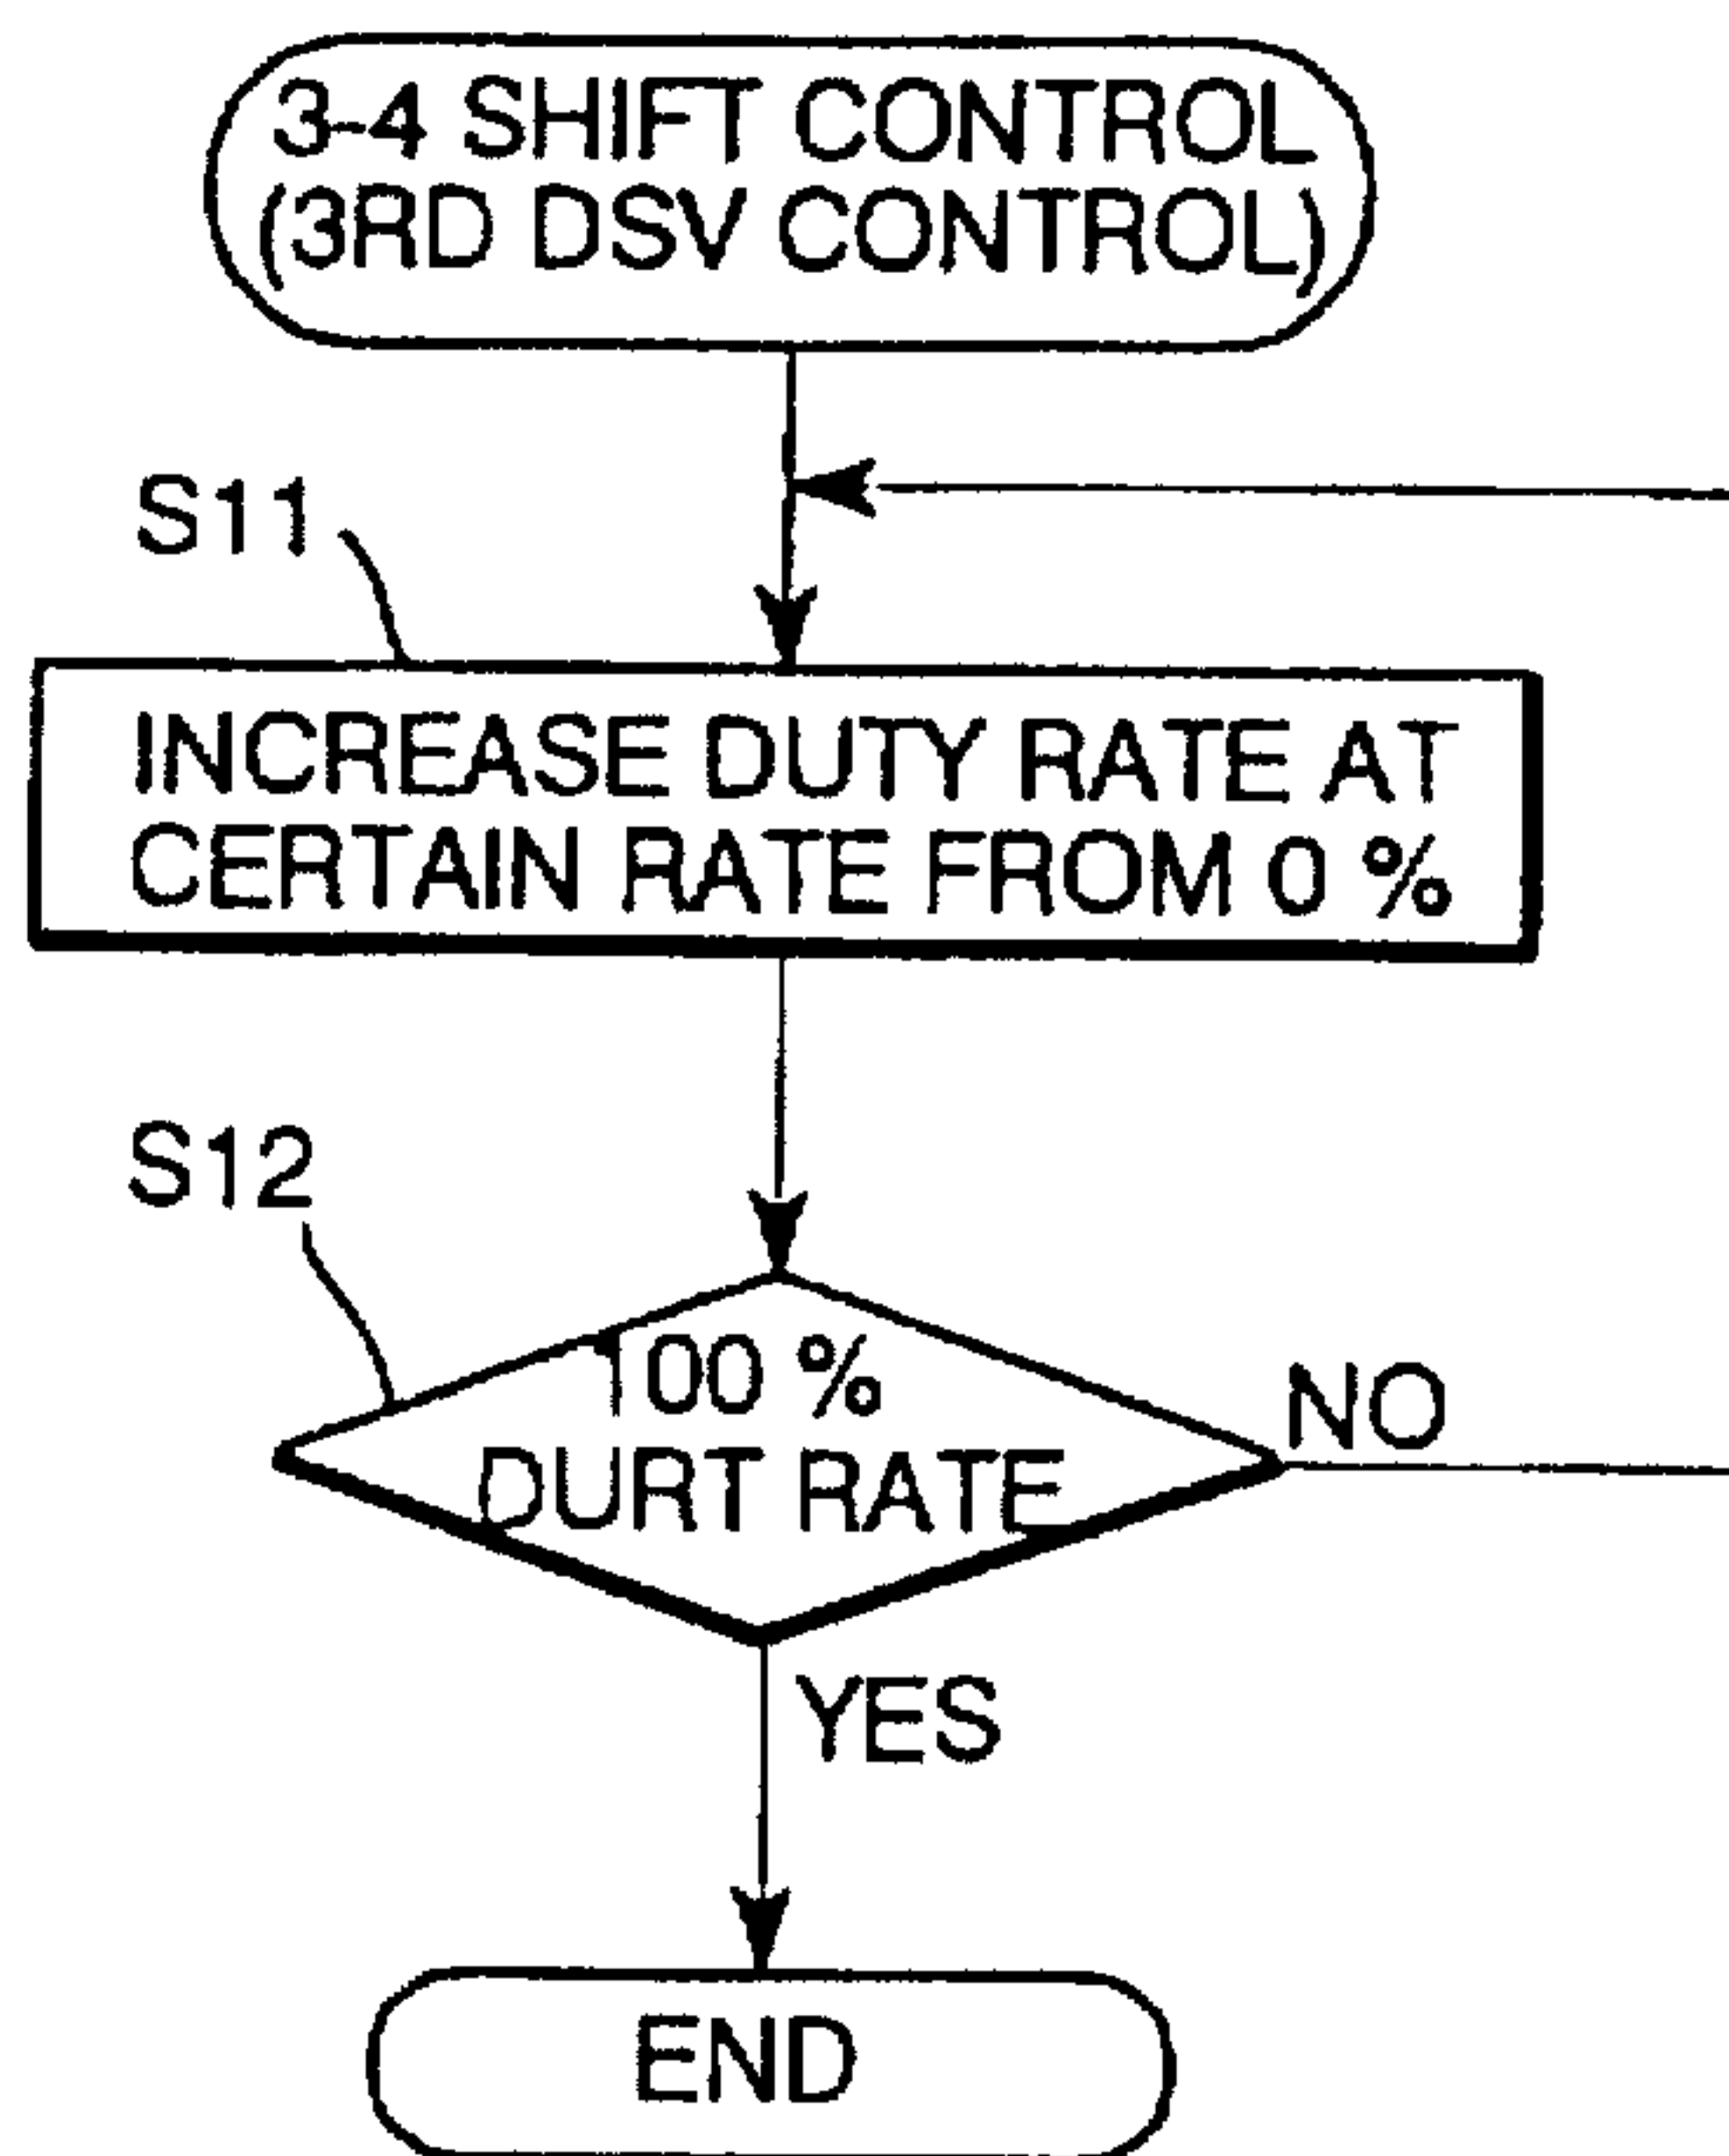 3-4 SHIFT CONTROL
(3RD DSV CONTROL)
S11
INCREASE DUTY RATE AT
CERTAIN RATE FROM 0 %
S12
100 %
DURT RATE
NO
YES
END